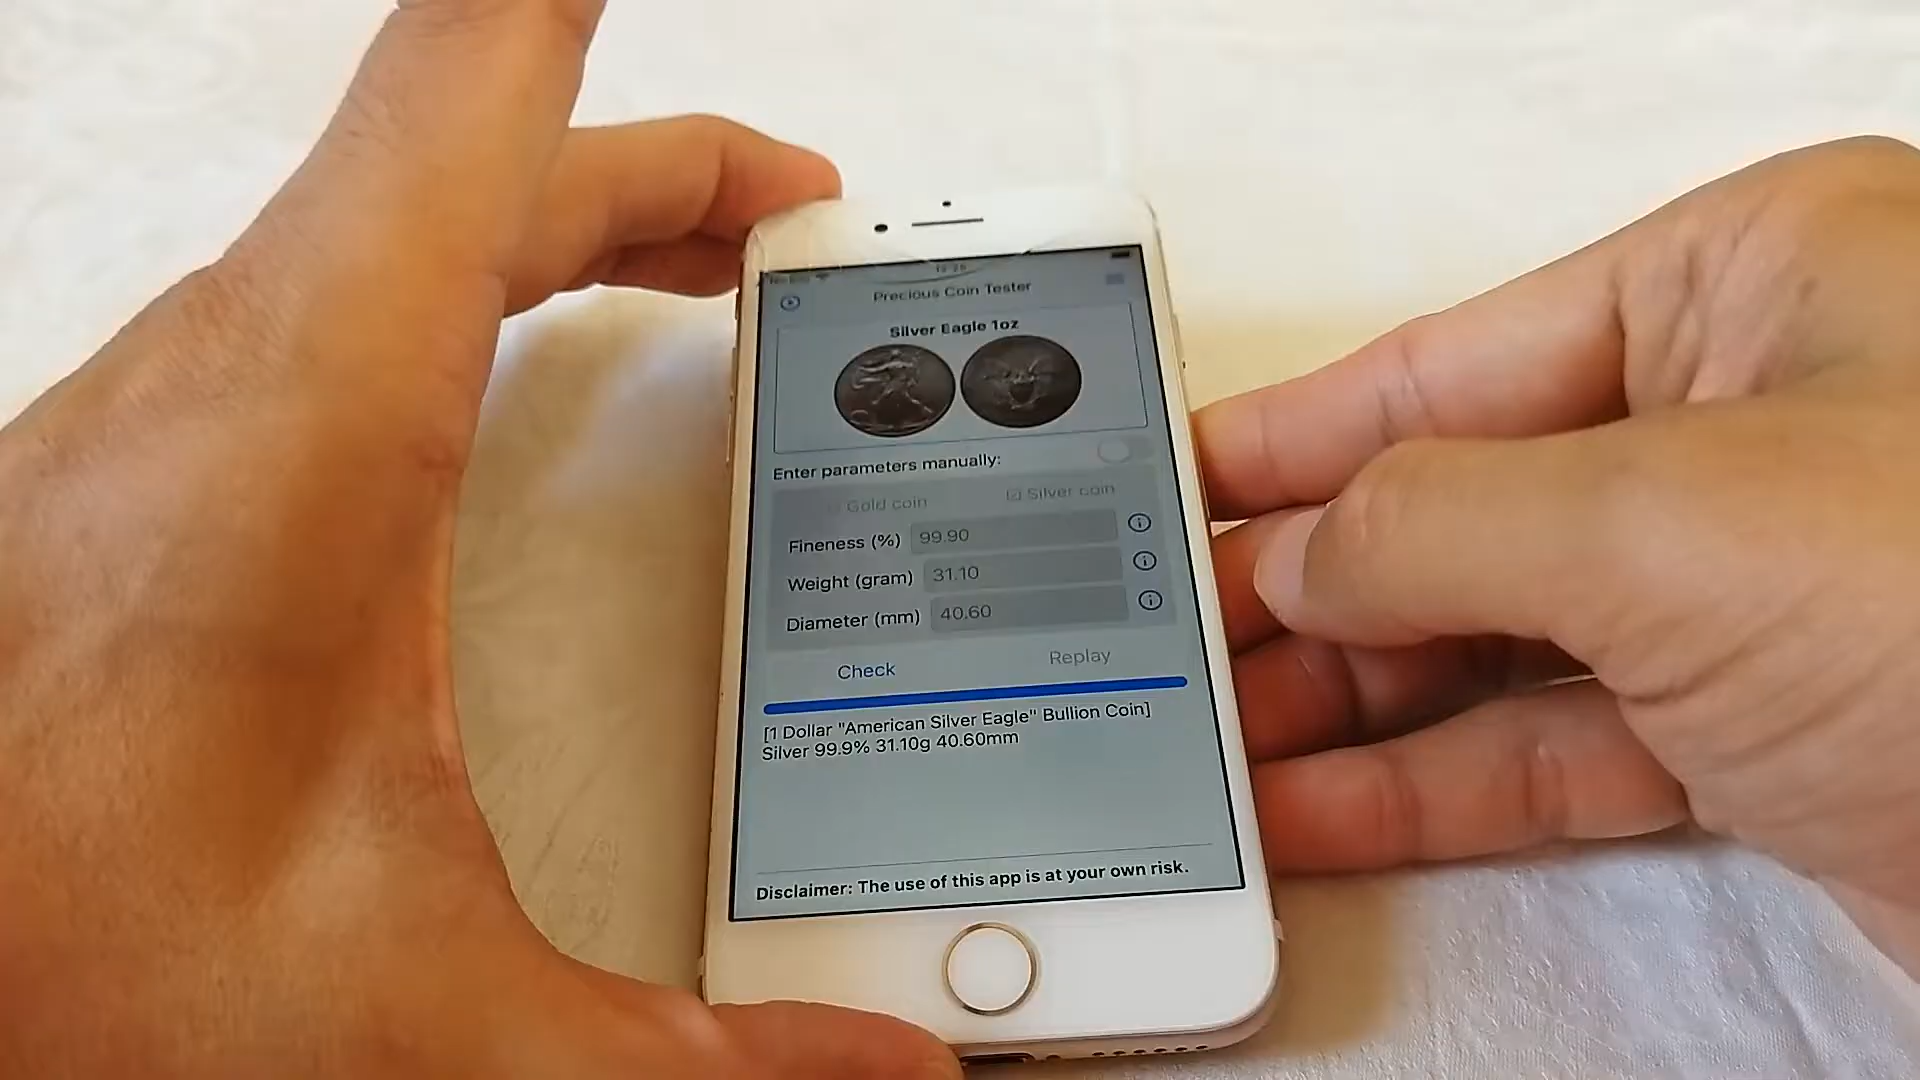 Precious Coin Tester
Silver Eagle 1oz
Enter parameters manually:
Gold coin
Silver coin
Fineness (%)
99.90
Weight (gram)
31.10
Diameter (mm)
40.60
Check
Replay
[1 Dollar "American Silver Eagle" Bullion Coin]
Silver 99.9% 31.10g 40.60mm
Disclaimer: The use of this app is at your own risk.